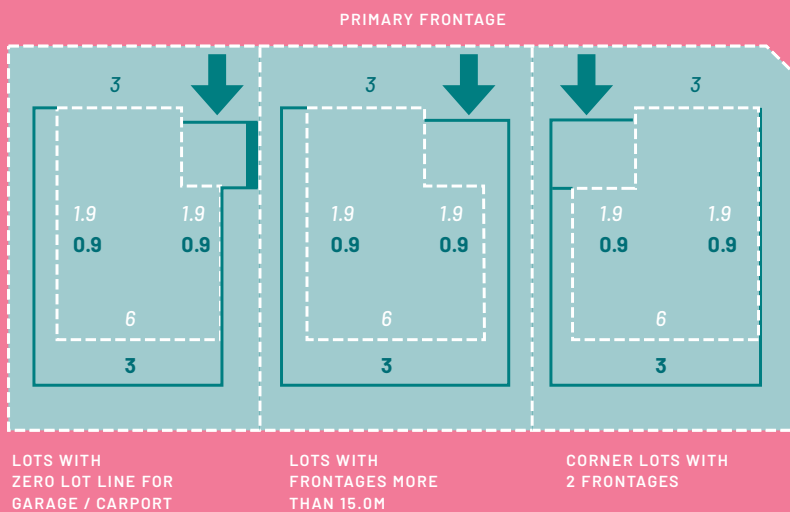 PRIMARY FRONTAGE
3 3 3
1.9 1.9 1.9 1.9 1.9 1.9
0.9 0.9 0.9 0.9 0.9 0.9
6 6 6
3 3 3
LOTS WITH
ZERO LOT LINE FOR
GARAGE / CARPORT
LOTS WITH
FRONTAGES MORE
THAN 15.0M
CORNER LOTS WITH
2 FRONTAGES